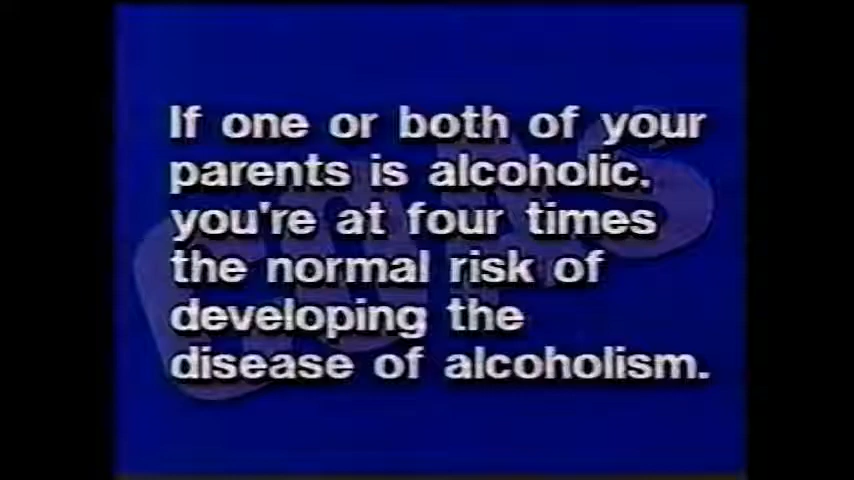 If one or both of your
parents is alcoholic,
you're at four times
the normal risk of
developing the
disease of alcoholism.